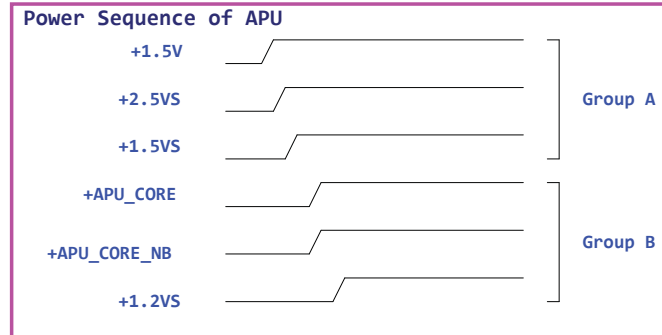 Power Sequence of APU
+1.5V
+2.5VS
Group A
+1.5VS
+APU_CORE
+APU_CORE_NB
Group B
+1.2VS